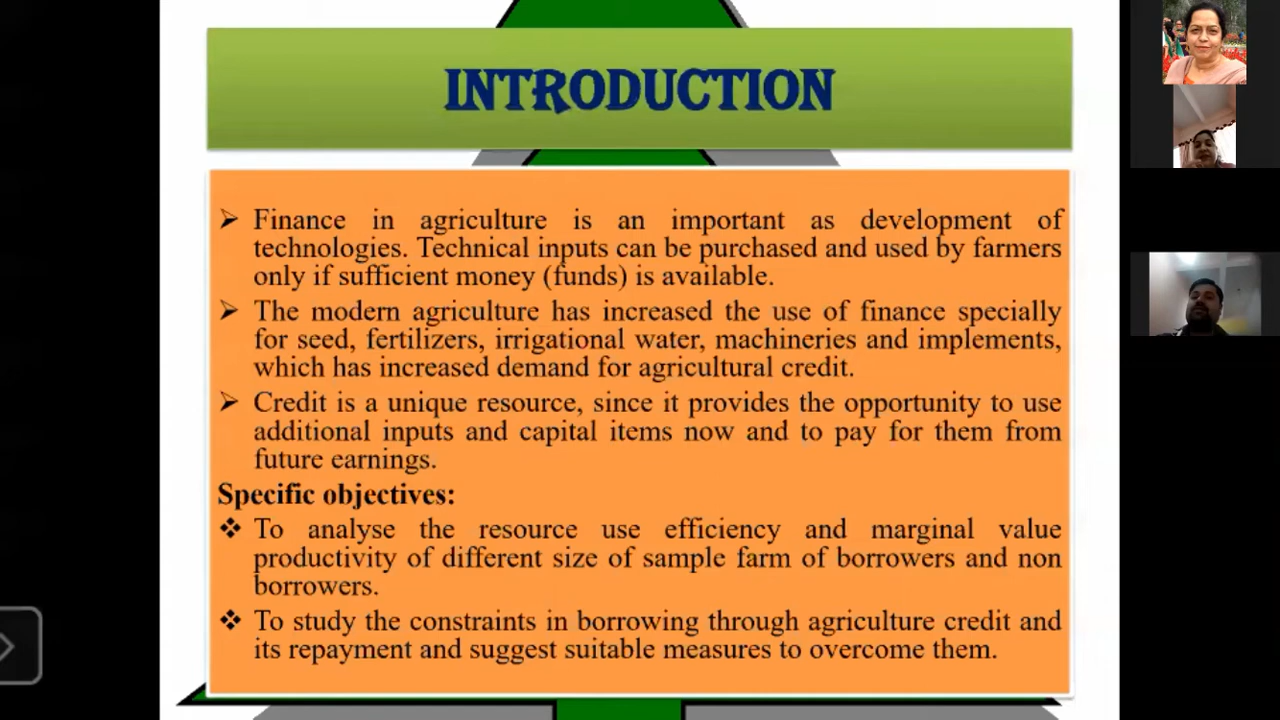 INTRODUCTION
➢ Finance in agriculture is an important as development of
technologies. Technical inputs can be purchased and used by farmers
only if sufficient money (funds) is available.
➢ The modern agriculture has increased the use of finance specially
for seed, fertilizers, irrigational water, machineries and implements,
which has increased demand for agricultural credit.
➢ Credit is a unique resource, since it provides the opportunity to use
additional inputs and capital items now and to pay for them from
future earnings.
Specific objectives:
❖ To analyse the resource use efficiency and marginal value
productivity of different size of sample farm of borrowers and non
borrowers.
❖ To study the constraints in borrowing through agriculture credit and
its repayment and suggest suitable measures to overcome them.